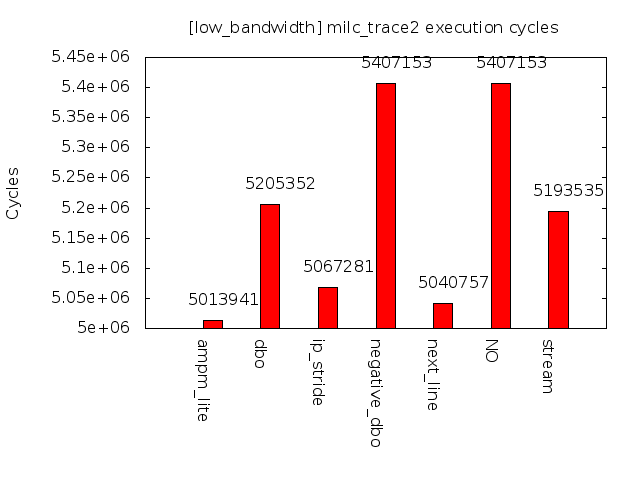 [low_bandwidth] milc_trace2 execution cycles
Cycles
5.45e+06
5.4e+06
5.35e+06
5.3e+06
5.25e+06
5.2e+06
5.15e+06
5.1e+06
5.05e+06
5e+06
5013941
5205352
5067281
5407153
5040757
5407153
5193535
ampm_lite
dbo
ip_stride
negative_dbo
next_line
NO
stream